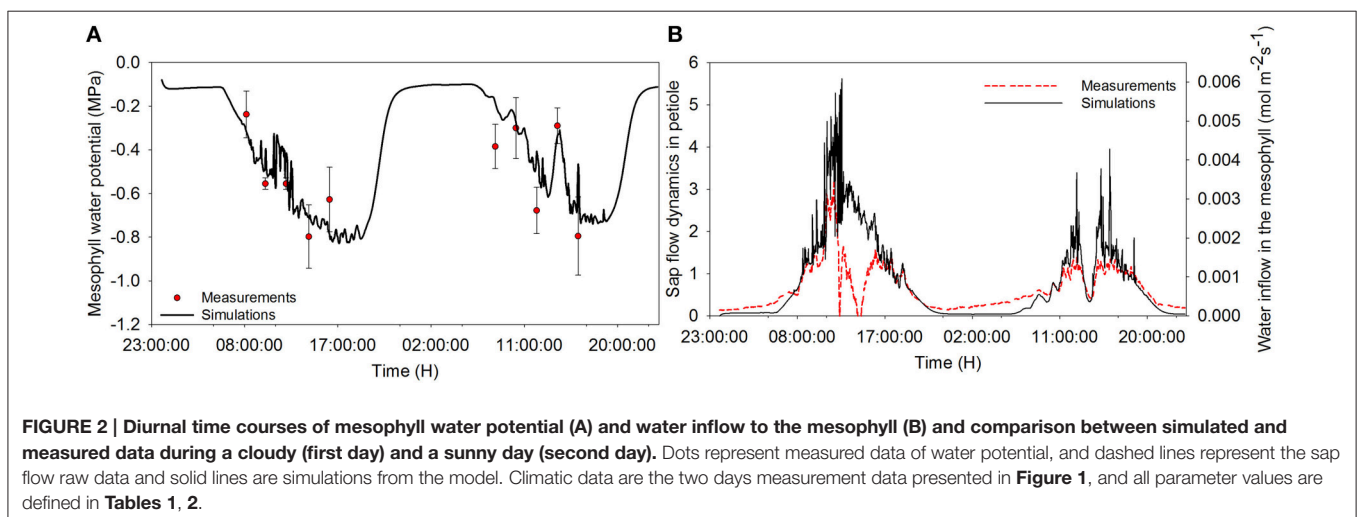 A
B
0.0
-0.2
-0.4
-0.6
-0.8
-1.0
-1.2
Mesophyll water potential (MPa)
Measurements
Simulations
23:00:00 08:00:00 17:00:00 02:00:00 11:00:00 20:00:00
Time (H)
6
5
4
3
2
1
0
Sap flow dynamics in petiole
Measurements
Simulations
0.006
0.005
0.004
0.003
0.002
0.001
0.000
Water inflow in the mesophyll (mol m-2s-1)
23:00:00 08:00:00 17:00:00 02:00:00 11:00:00 20:00:00
Time (H)
FIGURE 2 | Diurnal time courses of mesophyll water potential (A) and water inflow to the mesophyll (B) and comparison between simulated and
measured data during a cloudy (first day) and a sunny day (second day). Dots represent measured data of water potential, and dashed lines represent the sap
flow raw data and solid lines are simulations from the model. Climatic data are the two days measurement data presented in Figure 1, and all parameter values are
defined in Tables 1, 2.